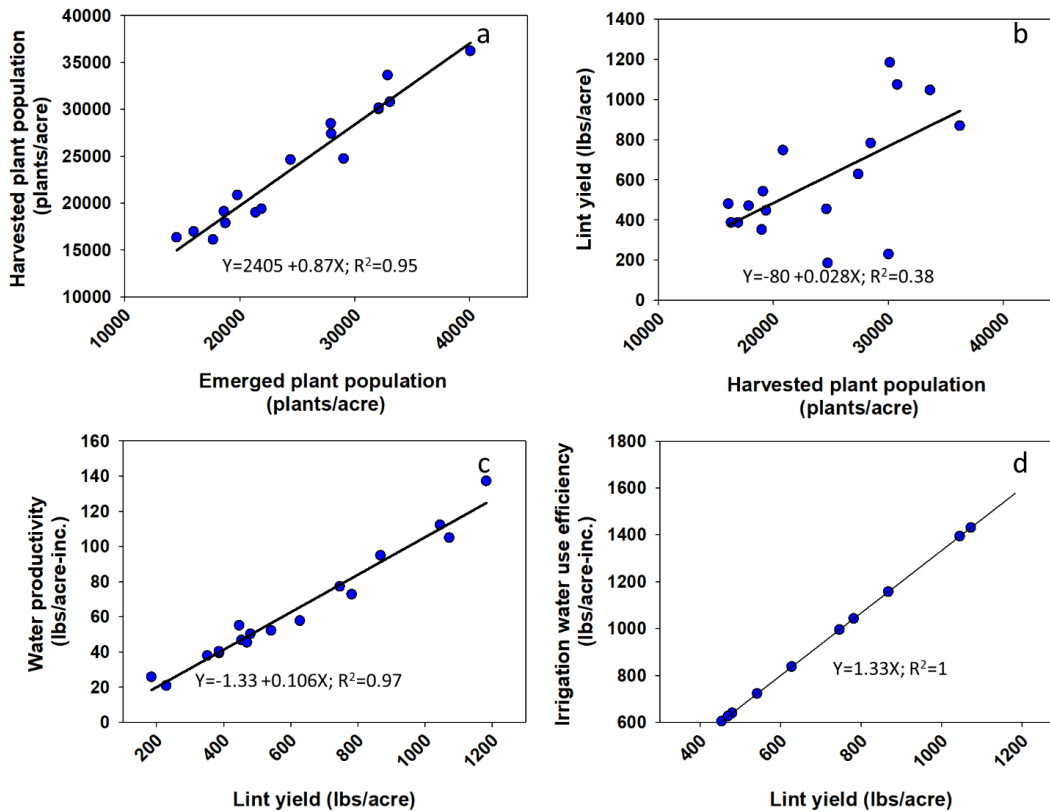 a
40000
35000
30000
25000
20000
15000
10000
Harvested plant population
(plants/acre)
Y=2405 +0.87X; R²=0.95
10000
20000
30000
40000
Emerged plant population
(plants/acre)
b
1400
1200
1000
800
600
400
200
0
Lint yield (lbs/acre)
Y=-80 +0.028X; R²=0.38
10000
20000
30000
40000
Harvested plant population
(plants/acre)
c
160
140
120
100
80
60
40
20
0
Water productivity
(lbs/acre-inc.)
Y=-1.33 +0.106X; R²=0.97
200
400
600
800
1000
1200
Lint yield (lbs/acre)
d
1800
1600
1400
1200
1000
800
600
Irrigation water use efficiency
(lbs/acre-inc.)
Y=1.33X; R²=1
400
600
800
1000
1200
Lint yield (lbs/acre)